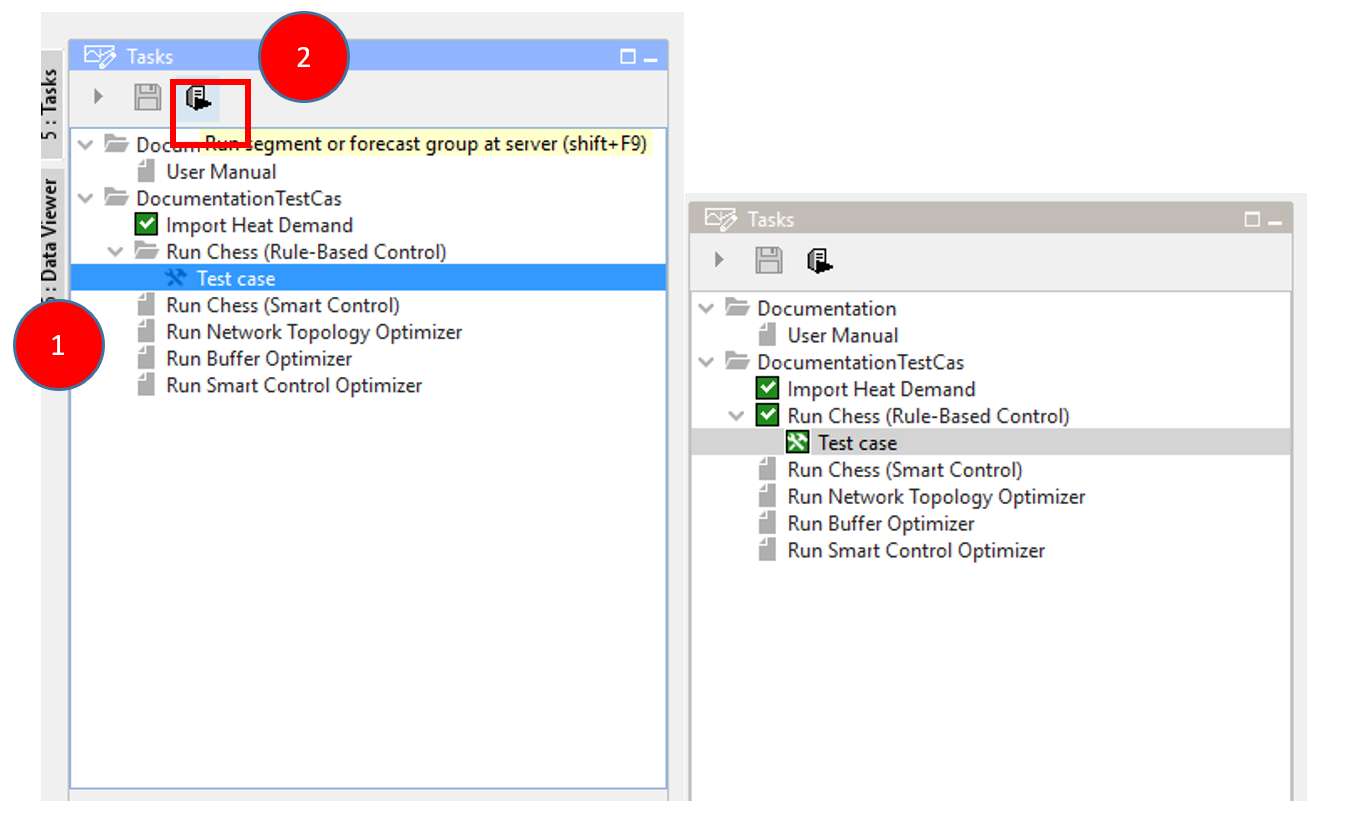 2
Tasks
5 : Tasks
Docum
Run segment or forecast group at server (shift+F9)
User Manual
DocumentationTestCas
Import Heat Demand
Run Chess (Rule-Based Control)
Test case
Run Chess (Smart Control)
Run Network Topology Optimizer
Run Buffer Optimizer
Run Smart Control Optimizer
6 : Data Viewer
1
Tasks
Documentation
User Manual
DocumentationTestCas
Import Heat Demand
Run Chess (Rule-Based Control)
Test case
Run Chess (Smart Control)
Run Network Topology Optimizer
Run Buffer Optimizer
Run Smart Control Optimizer